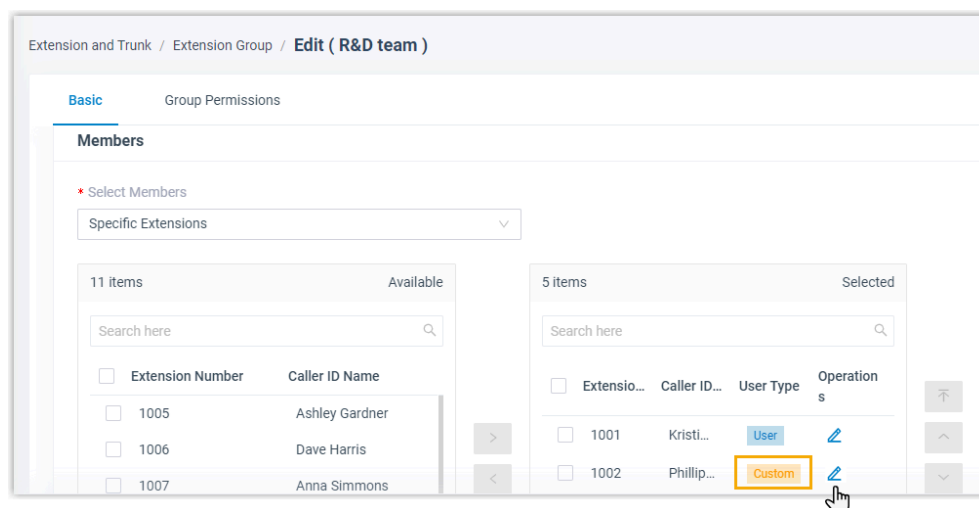 Extension and Trunk / Extension Group / Edit ( R&D team )
Basic Group Permissions
Members
* Select Members
Specific Extensions
11 items Available
Search here
Extension Number Caller ID Name
1005 Ashley Gardner
1006 Dave Harris
1007 Anna Simmons
5 items Selected
Search here
Extensio... Caller ID... User Type Operation
s
1001 Kristi... User
1002 Phillip... Custom